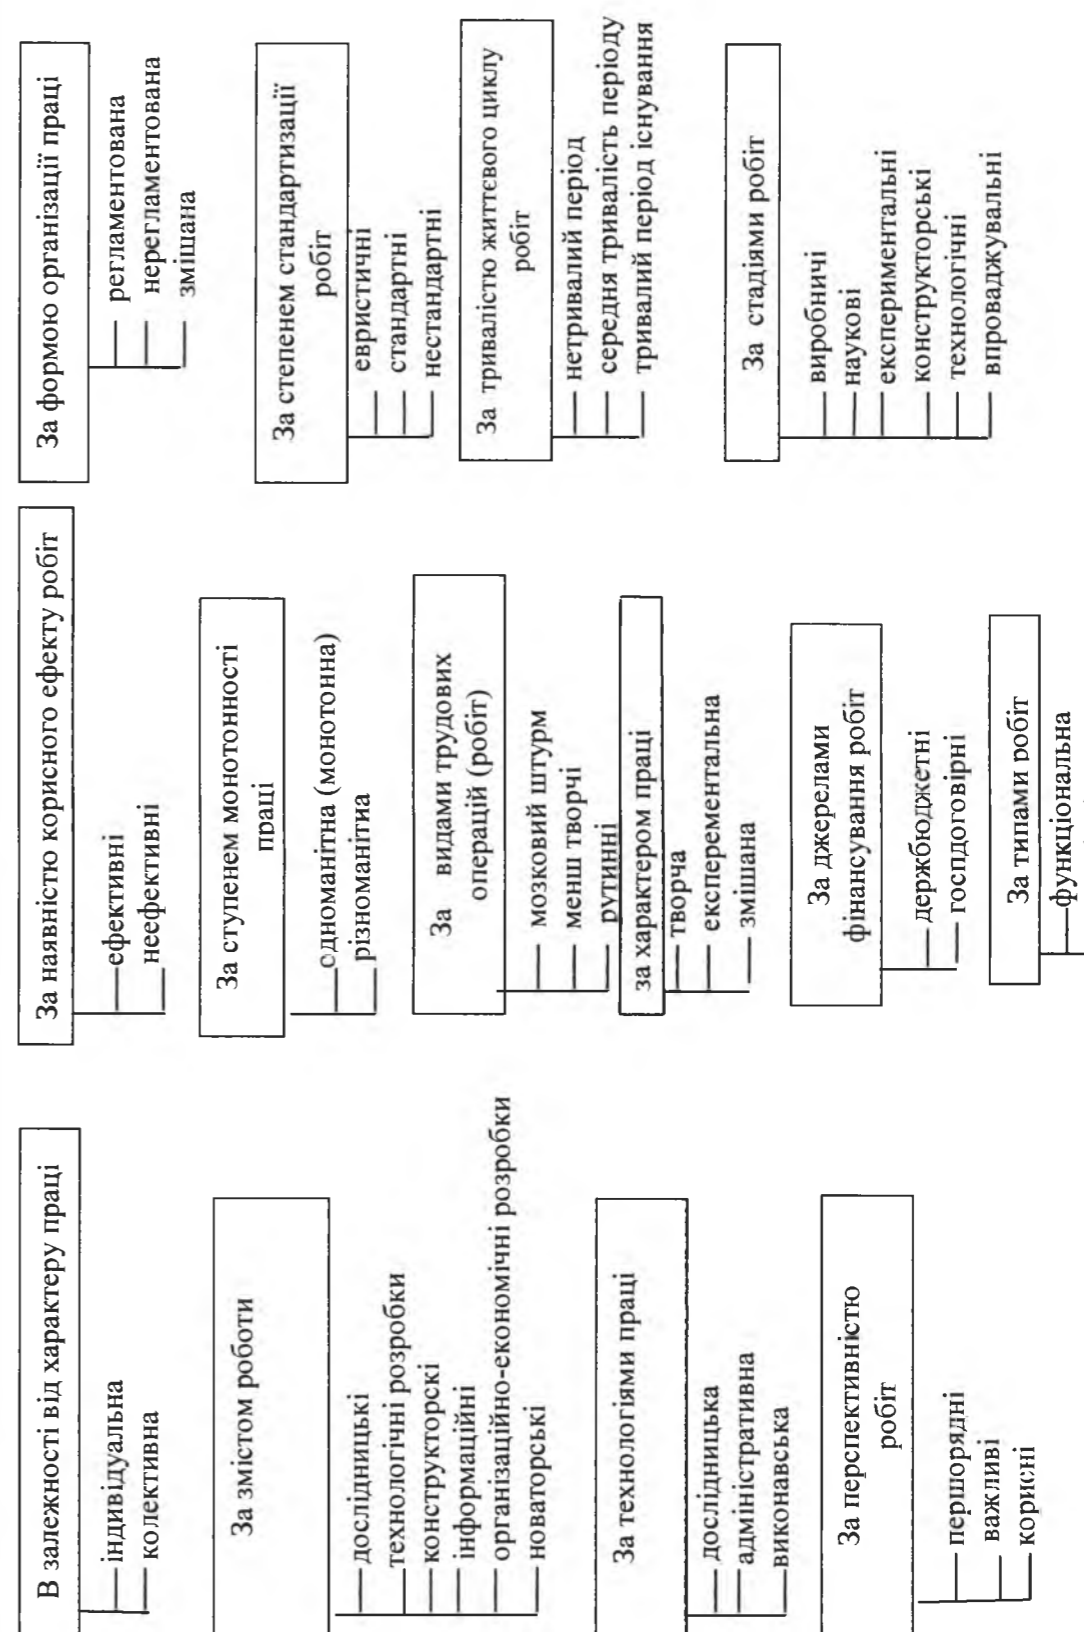 В залежності від характеру праці
індивідуальна
колективна
За змістом роботи
дослідницькі
технологічні розробки
конструкторскі
інформаційні
організаційно-економічні розробки
новаторські
За технологіями праці
дослідницька
адміністративна
виконавська
За перспективністю
робіт
першорядні
важливі
корисні
За наявністю корисного ефекту робіт
ефективні
неефективні
За ступенем монотонності
праці
одноманітна (монотонна)
різноманітиа
За видами трудових
операцій (робіт)
мозковий штурм
менш творчі
рутинні
за характером праці
творча
експерементальна
змішана
За джерелами
фінансування робіт
держбюджетні
госпдоговірні
За типами робіт
функціональна
За формою організації праці
регламентована
нерегламентована
змішана
За степенем стандартизації
робіт
евристичні
стандартні
нестандартні
За тривалістю життєвого циклу
робіт
нетривалий період
середня тривалість періоду
тривалий період існування
За стадіями робіт
виробничі
наукові
експериментальні
конструкторські
технологічні
впроваджувальні